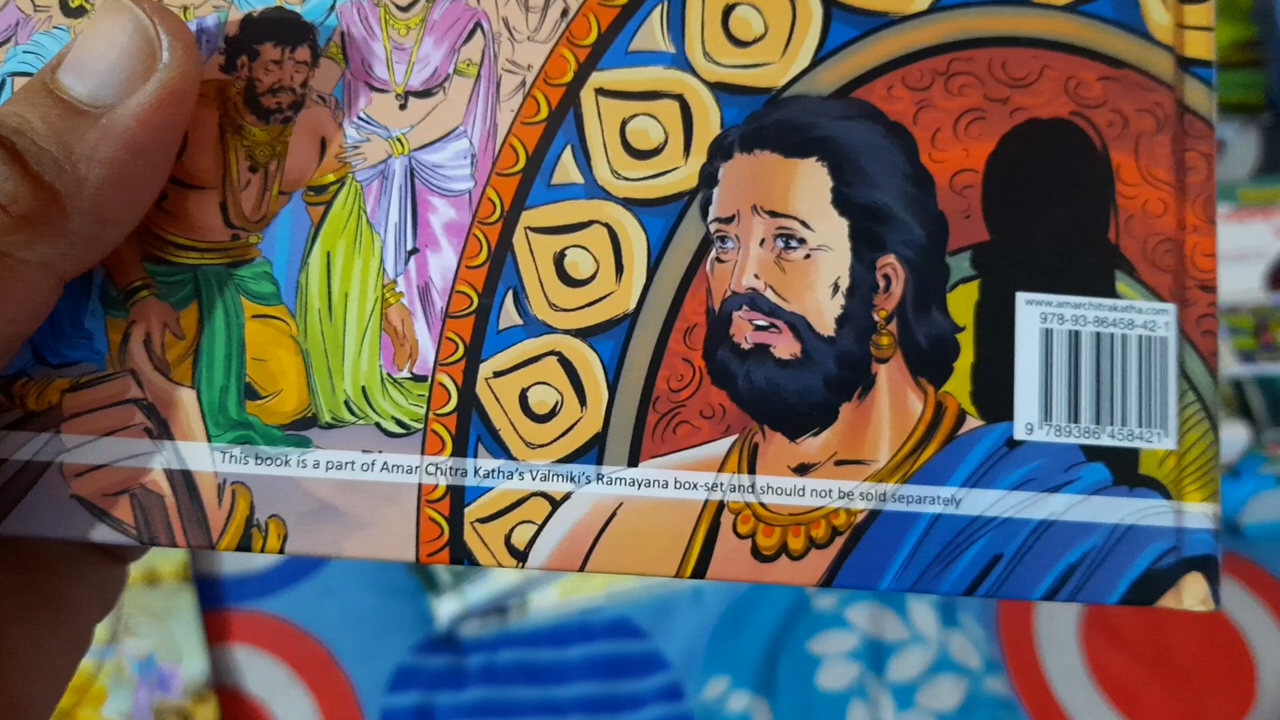 www.amarchitrakatha.com
978-93-86458-42-1
9 789386 458421
This book is a part of Amar Chitra Katha's Valmiki's Ramayana box-set and should not be sold separately